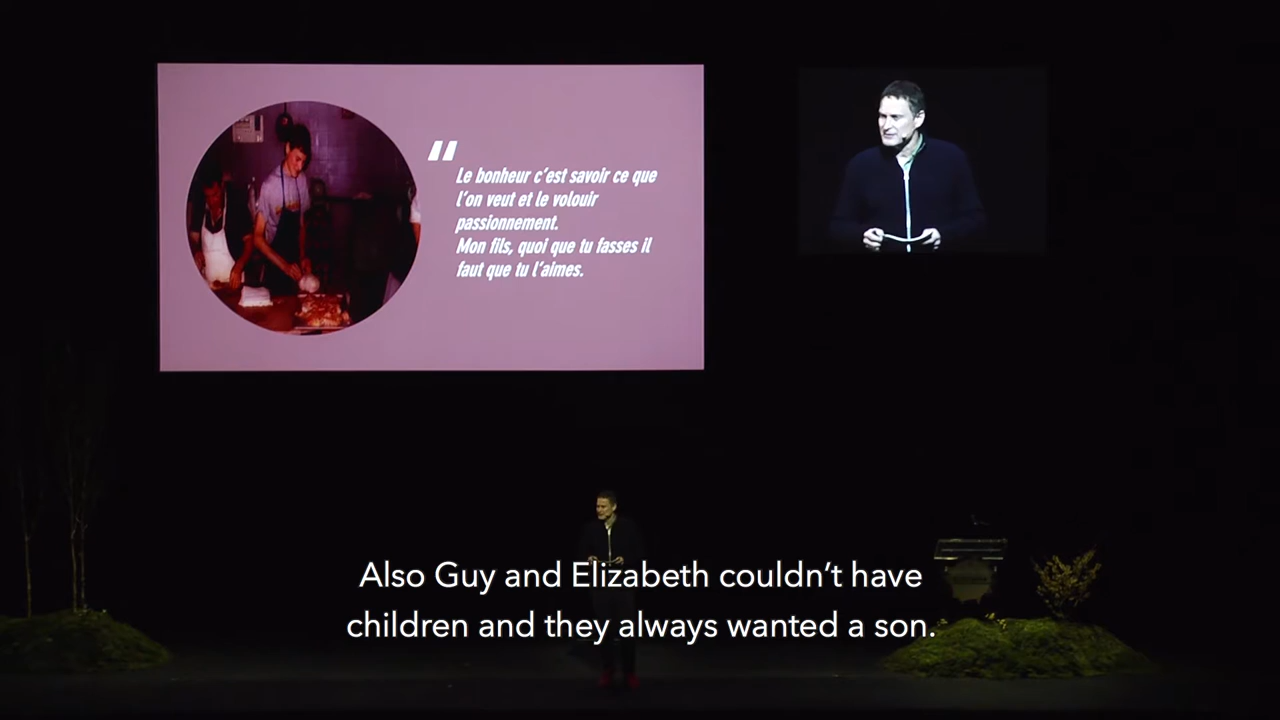 Le bonheur c'est savoir ce que
l'on veut et le volouir
passionnement.
Mon fils, quoi que tu fasses il
faut que tu l'aimes.
Also Guy and Elizabeth couldn't have
children and they always wanted a son.